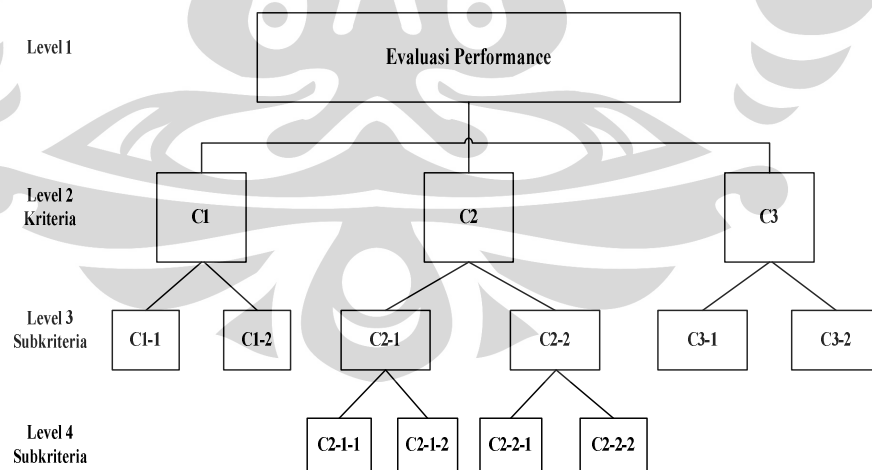 Level 1
Evaluasi Performance
Level 2
Kriteria
C1
C2
C3
Level 3
Subkriteria
C1-1
C1-2
C2-1
C2-2
C3-1
C3-2
Level 4
Subkriteria
C2-1-1
C2-1-2
C2-2-1
C2-2-2